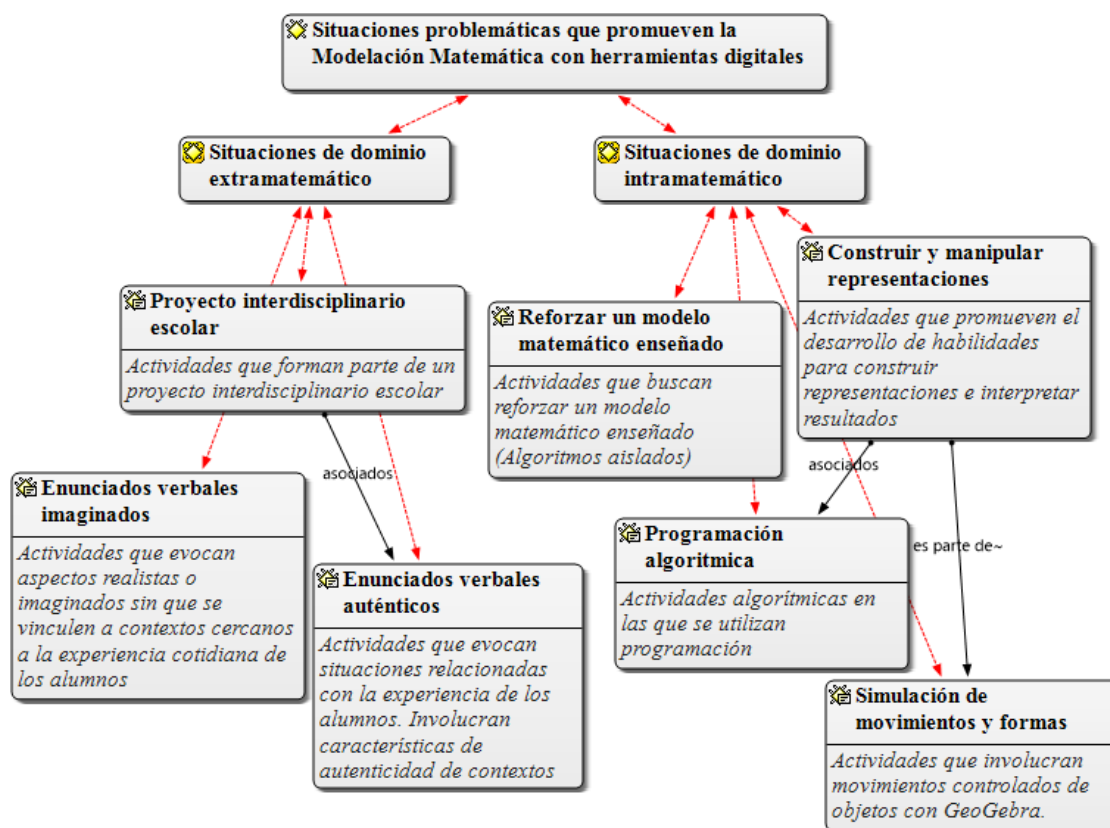 Situaciones problemáticas que promueven la
Modelación Matemática con herramientas digitales
Situaciones de dominio
extramatemático
Situaciones de dominio
intramatemático
Proyecto interdisciplinario
escolar
Actividades que forman parte de un
proyecto interdisciplinario escolar
Reforzar un modelo
matemático enseñado
Actividades que buscan
reforzar un modelo
matemático enseñado
(Algoritmos aislados)
Construir y manipular
representaciones
Actividades que promueven el
desarrollo de habilidades
para construir
representaciones e interpretar
resultados
asociados
asociados
es parte de~
Enunciados verbales
imaginados
Actividades que evocan
aspectos realistas o
imaginados sin que se
vinculen a contextos cercanos
a la experiencia cotidiana de
los alumnos
Enunciados verbales
auténticos
Actividades que evocan
situaciones relacionadas
con la experiencia de los
alumnos. Involucran
características de
autenticidad de contextos
Programación
algoritmica
Actividades algorítmicas en
las que se utilizan
programación
Simulación de
movimientos y formas
Actividades que involucran
movimientos controlados de
objetos con GeoGebra.